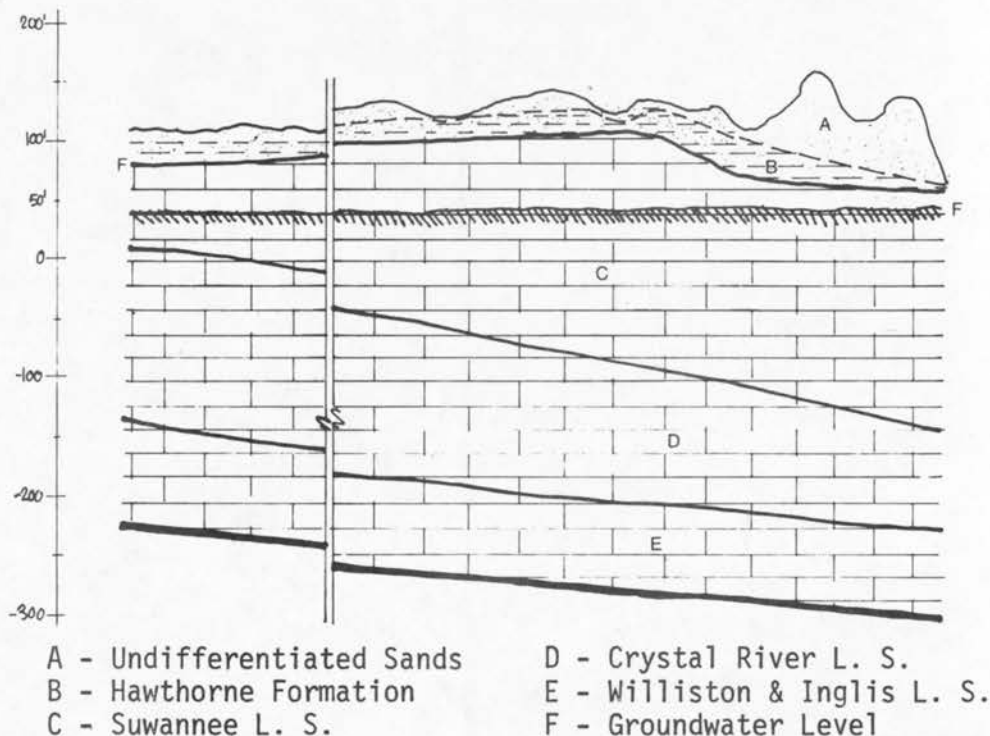 200'
A
100'
B
F
50'
F
0
C
-100
D
-200
E
-300
A - Undifferentiated Sands
B - Hawthorne Formation
C - Suwannee L. S.
D - Crystal River L. S.
E - Williston & Inglis L. S.
F - Groundwater Level